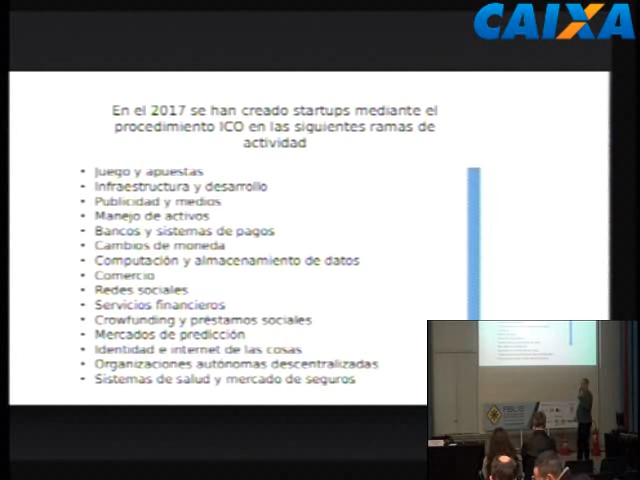 CAIXA
En el 2017 se han creado startups mediante el
procedimiento ICO en las siguientes ramas de
actividad
• Juego y apuestas
• Infraestructura y desarrollo
• Publicidad y medios
• Manejo de activos
• Bancos y sistemas de pagos
• Cambios de moneda
• Computación y almacenamiento de datos
• Comercio
• Redes sociales
• Servicios financieros
• Crowfunding y préstamos sociales
• Mercados de predicción
• Identidad e internet de las cosas
• Organizaciones autónomas descentralizadas
• Sistemas de salud y mercado de seguros